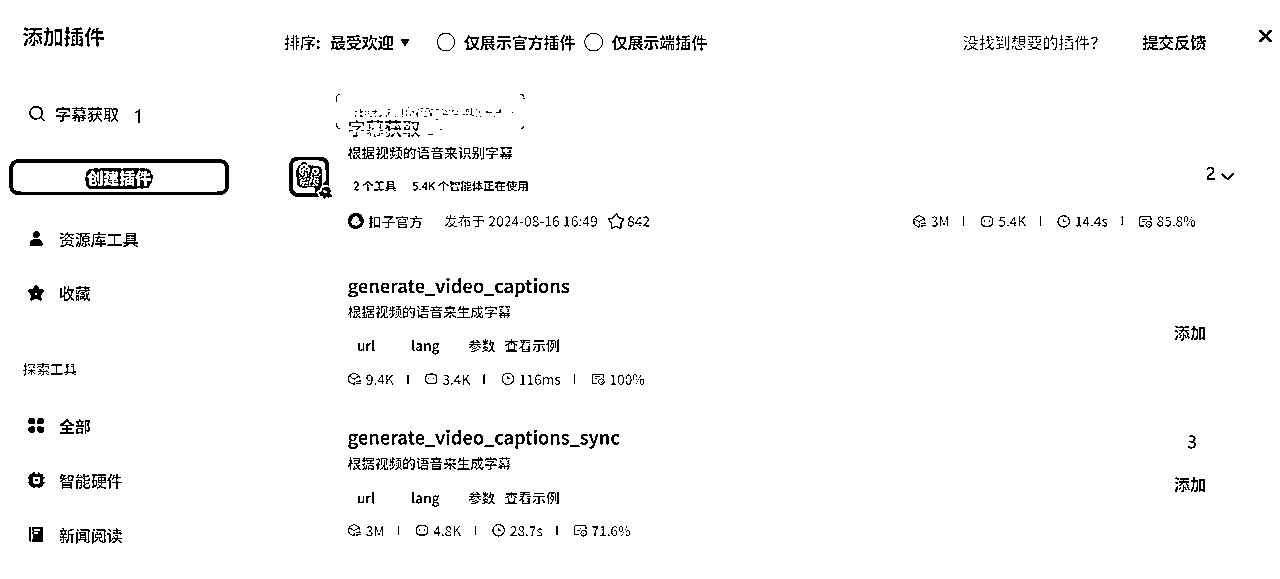 添加插件
排序: 最受欢迎 仅展示官方插件 仅展示端插件 没找到想要的插件? 提交反馈
字幕获取 1
创建插件
资源库工具
收藏
探索工具
全部
智能硬件
新闻阅读
字幕获取
根据视频的语音来识别字幕
2 个工具 5.4K 个智能体正在使用
扣子官方 发布于 2024-08-16 16:49 842
3M 5.4K 14.4s 85.8%
2
generate_video_captions
根据视频的语音来生成字幕
url lang 参数 查看示例
9.4K 3.4K 116ms 100%
添加
generate_video_captions_sync
根据视频的语音来生成字幕
url lang 参数 查看示例
3M 4.8K 28.7s 71.6%
3
添加